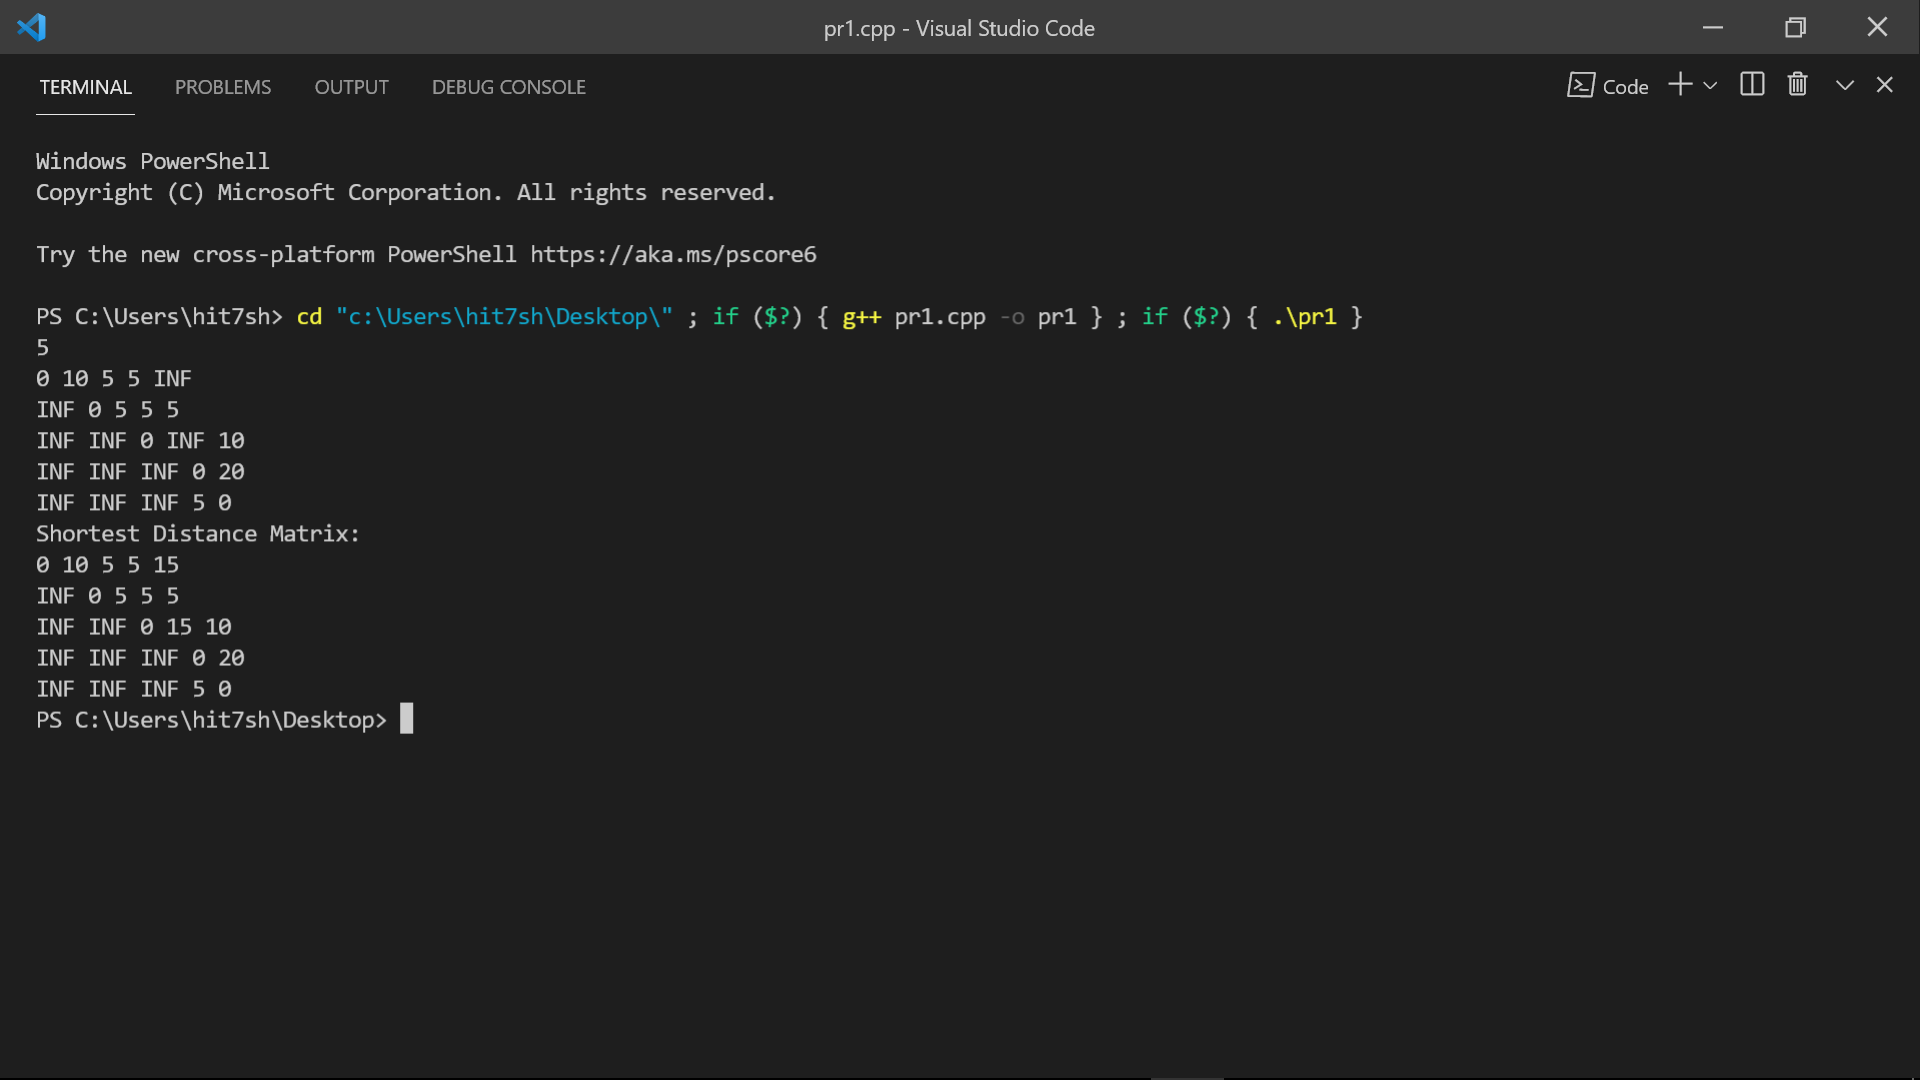 pr1.cpp - Visual Studio Code
TERMINAL PROBLEMS OUTPUT DEBUG CONSOLE Code
Windows PowerShell
Copyright (C) Microsoft Corporation. All rights reserved.
Try the new cross-platform PowerShell https://aka.ms/pscore6
PS C:\Users\hit7sh> cd "c:\Users\hit7sh\Desktop\" ; if ($?) { g++ pr1.cpp -o pr1 } ; if ($?) { .\pr1 }
5
0 10 5 5 INF
INF 0 5 5 5
INF INF 0 INF 10
INF INF INF 0 20
INF INF INF 5 0
Shortest Distance Matrix:
0 10 5 5 15
INF 0 5 5 5
INF INF 0 15 10
INF INF INF 0 20
INF INF INF 5 0
PS C:\Users\hit7sh\Desktop>